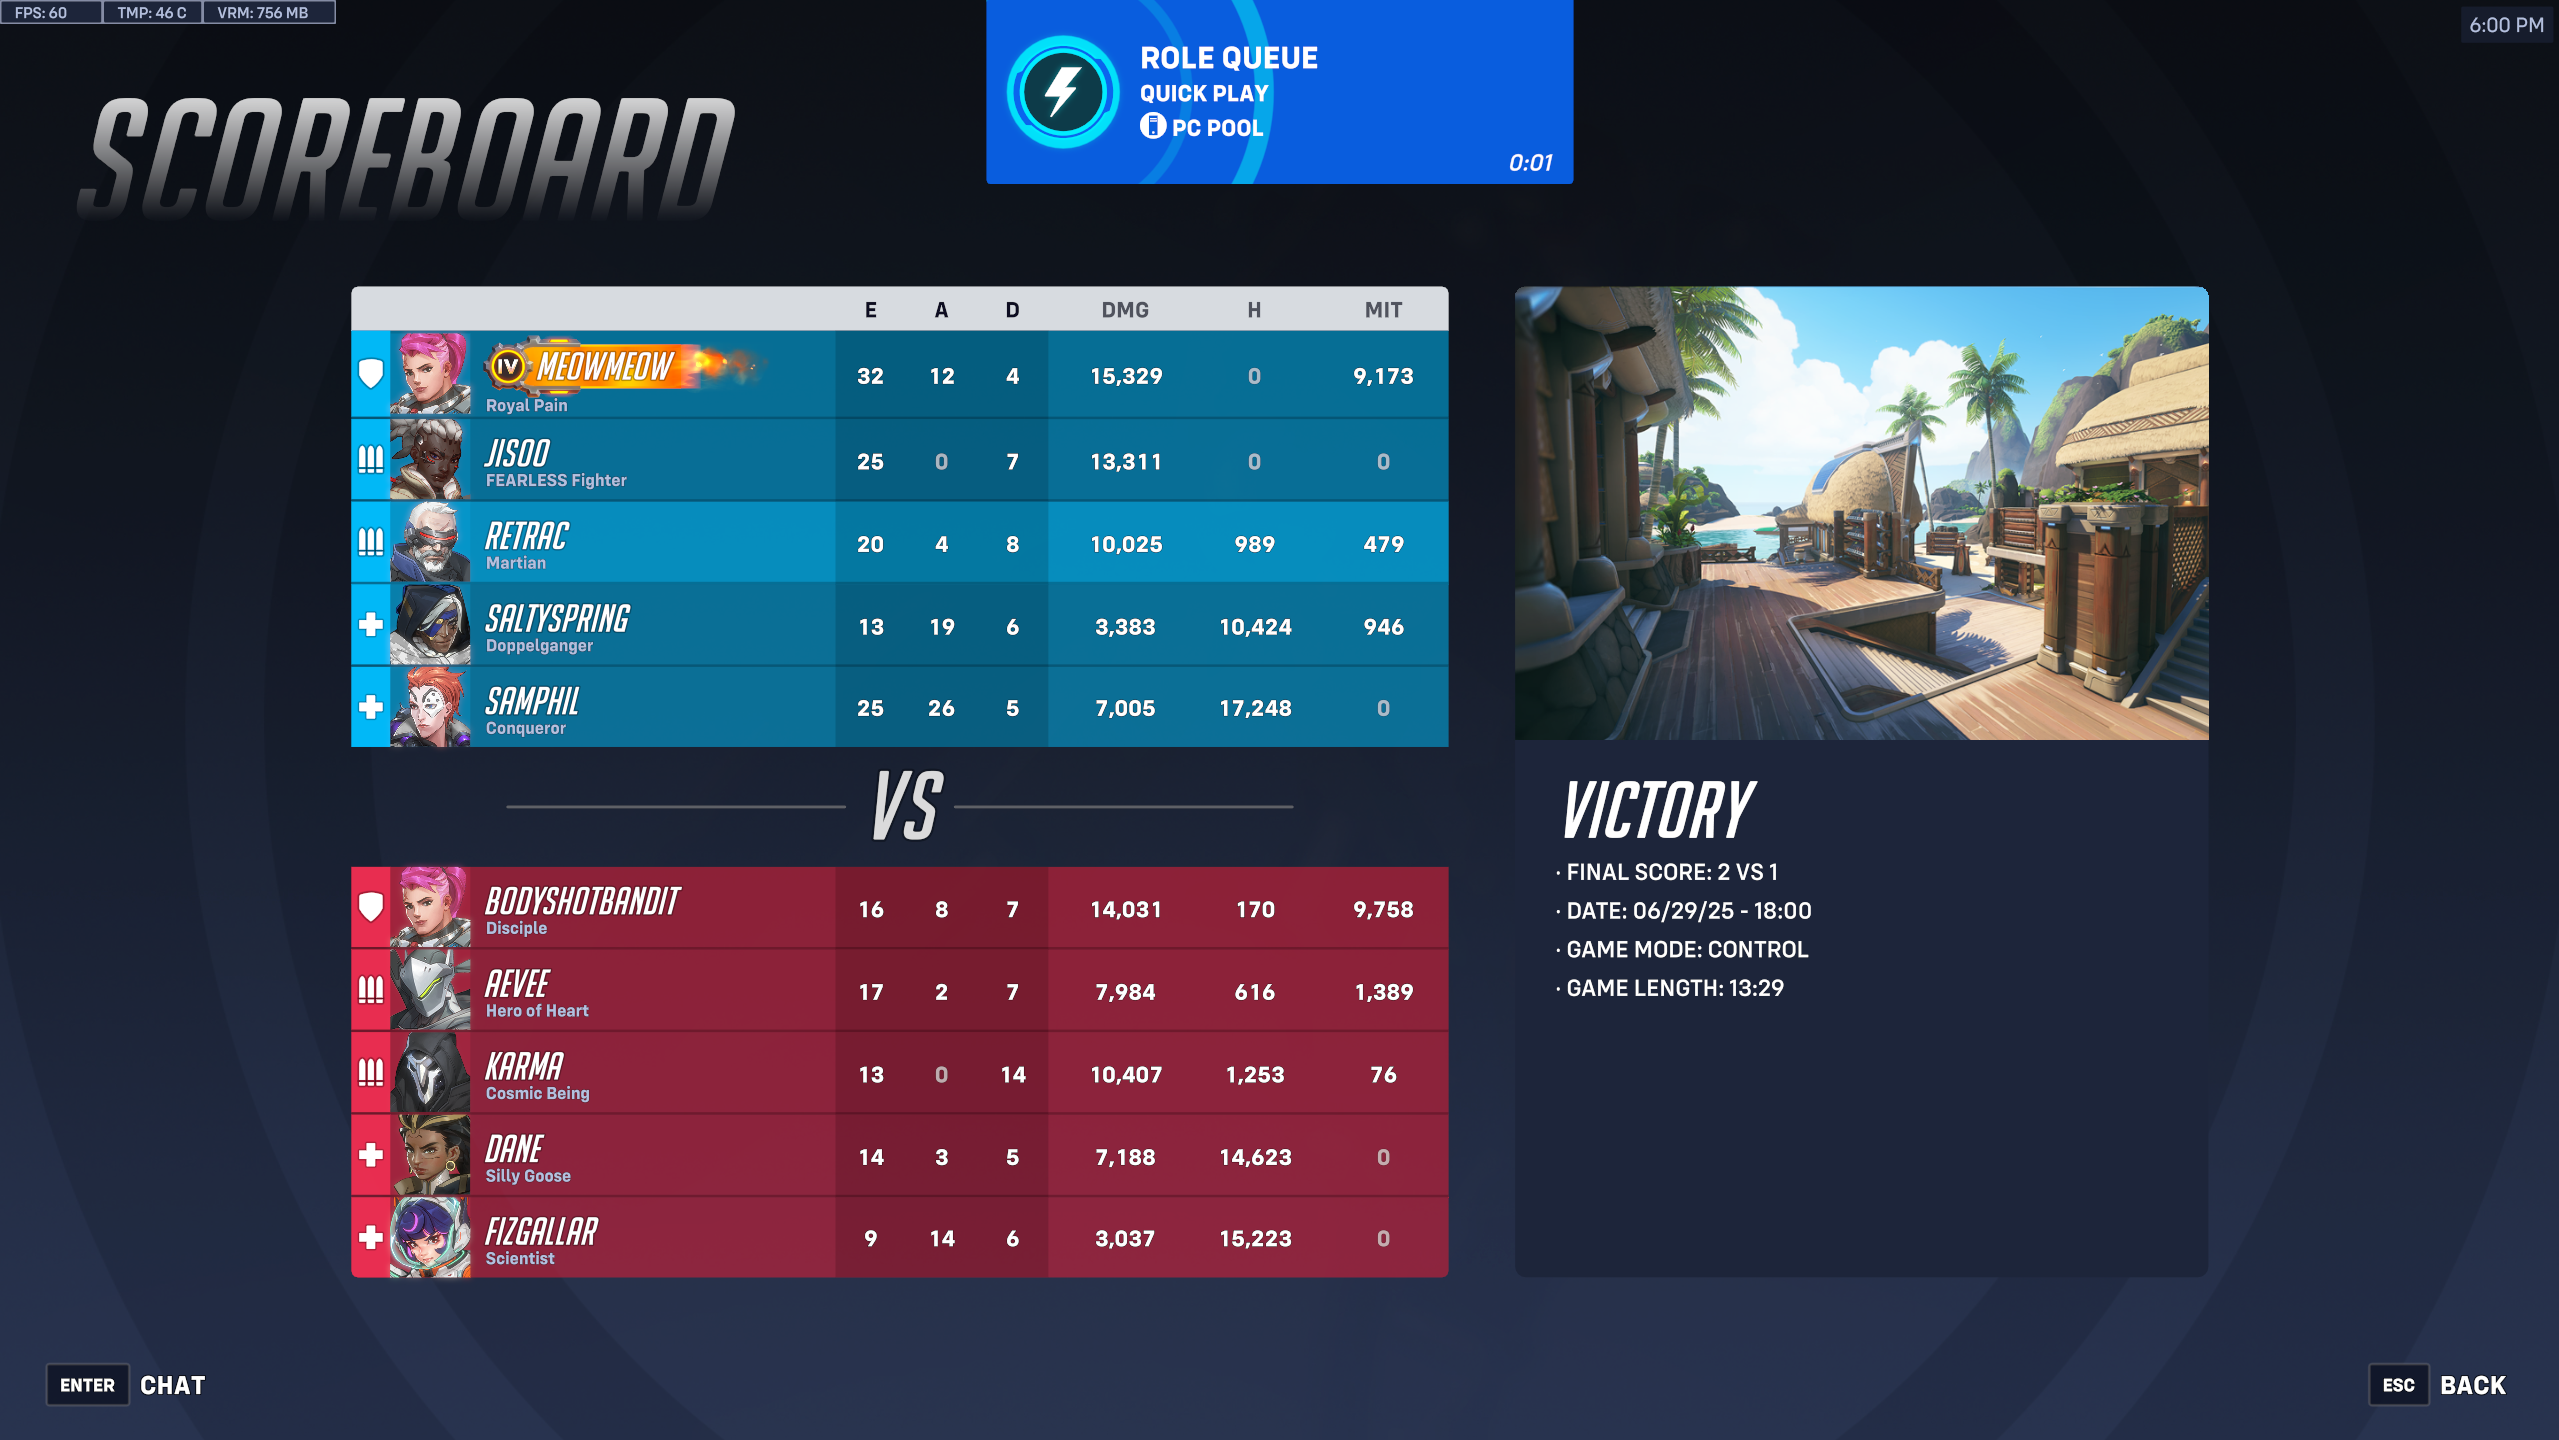 FPS: 60 TMP: 46 C VRM: 756 MB
6:00 PM
ROLE QUEUE
QUICK PLAY
PC POOL
0:01
SCOREBOARD
E A D DMG H MIT
IV MEOWMEOW 32 12 4 15,329 0 9,173
Royal Pain
JISOO 25 0 7 13,311 0 0
FEARLESS Fighter
RETRAC 20 4 8 10,025 989 479
Martian
SALTYSPRING 13 19 6 3,383 10,424 946
Doppelganger
SAMPHIL 25 26 5 7,005 17,248 0
Conqueror
VS
BODYSHOTBANDIT 16 8 7 14,031 170 9,758
Disciple
AEVEE 17 2 7 7,984 616 1,389
Hero of Heart
KARMA 13 0 14 10,407 1,253 76
Cosmic Being
DANE 14 3 5 7,188 14,623 0
Silly Goose
FIZGALLAR 9 14 6 3,037 15,223 0
Scientist
VICTORY
· FINAL SCORE: 2 VS 1
· DATE: 06/29/25 - 18:00
· GAME MODE: CONTROL
· GAME LENGTH: 13:29
ENTER CHAT
ESC BACK